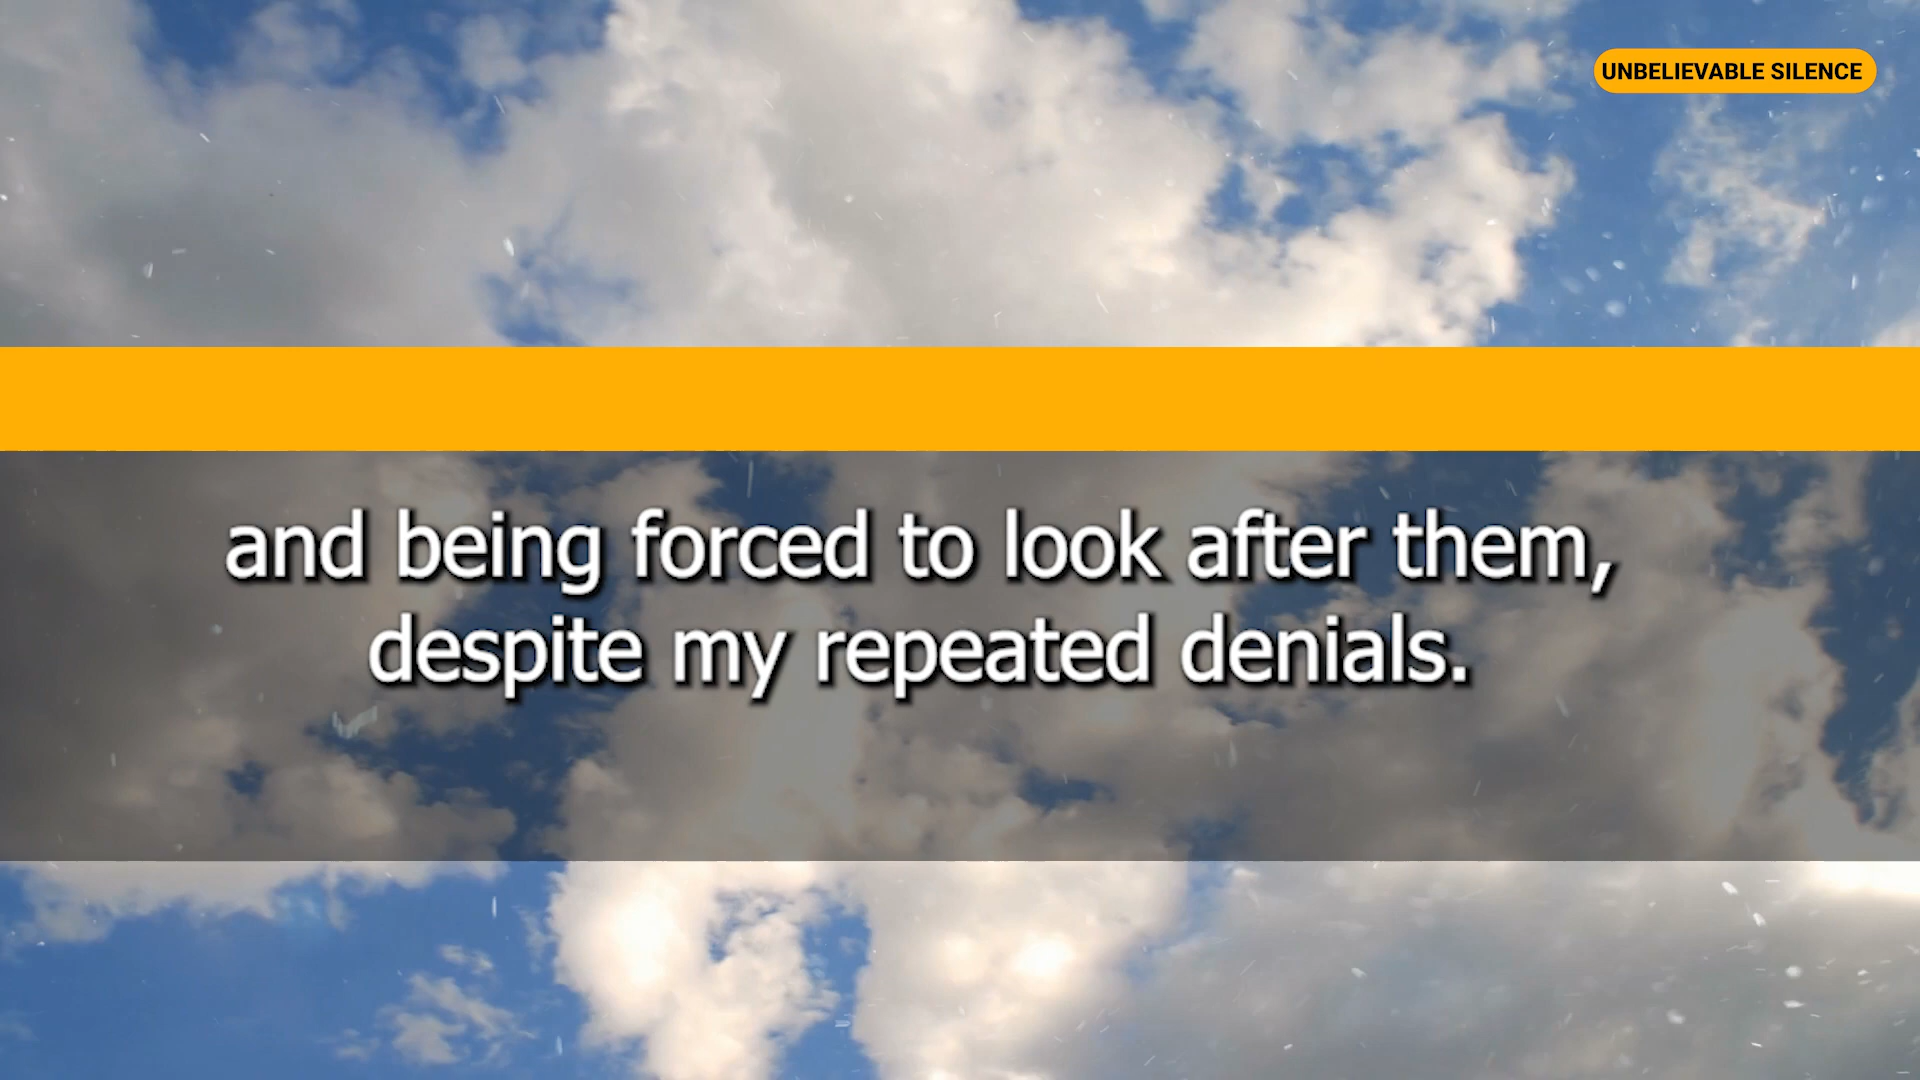 UNBELIEVABLE SILENCE
and being forced to look after them,
despite my repeated denials.